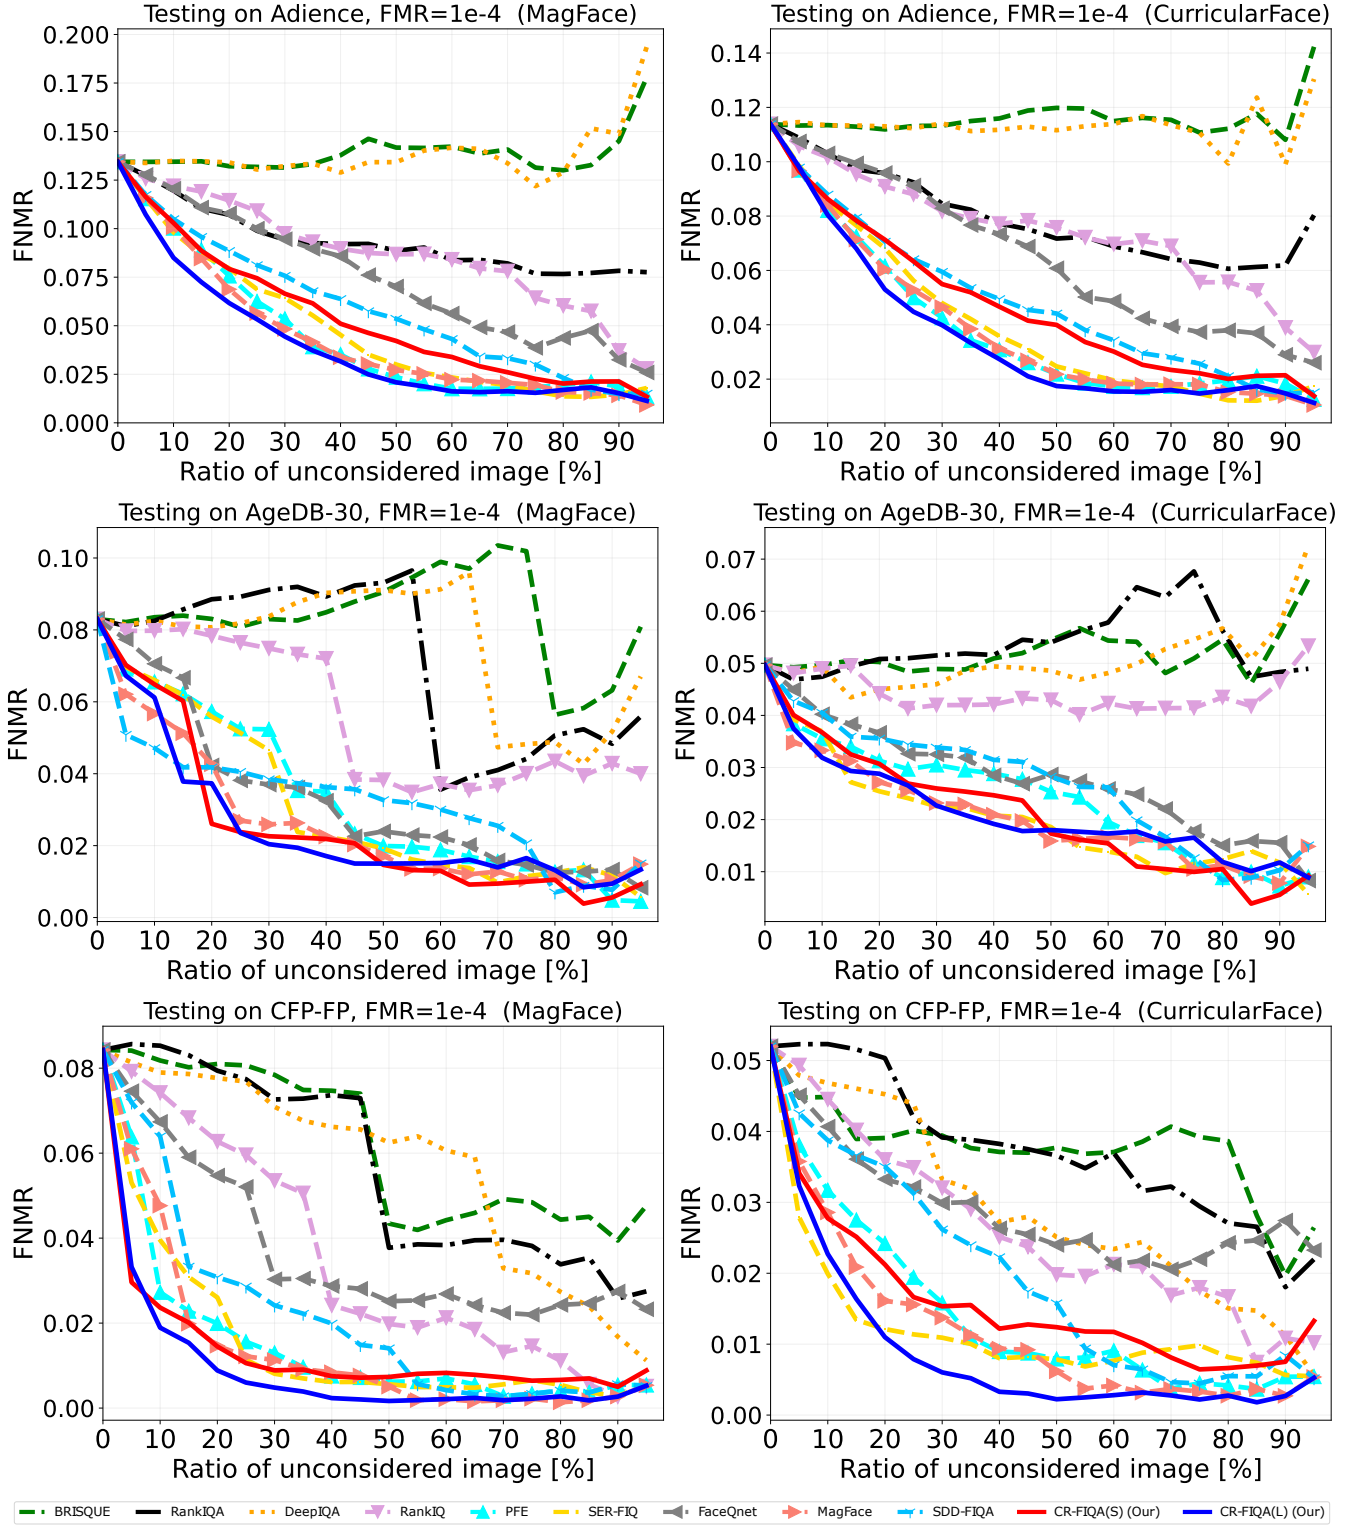 Testing on Adience, FMR=1e-4 (MagFace)
FNMR
0.200
0.175
0.150
0.125
0.100
0.075
0.050
0.025
0.000
0 10 20 30 40 50 60 70 80 90
Ratio of unconsidered image [%]
Testing on Adience, FMR=1e-4 (CurricularFace)
FNMR
0.14
0.12
0.10
0.08
0.06
0.04
0.02
0 10 20 30 40 50 60 70 80 90
Ratio of unconsidered image [%]
Testing on AgeDB-30, FMR=1e-4 (MagFace)
FNMR
0.10
0.08
0.06
0.04
0.02
0.00
0 10 20 30 40 50 60 70 80 90
Ratio of unconsidered image [%]
Testing on AgeDB-30, FMR=1e-4 (CurricularFace)
FNMR
0.07
0.06
0.05
0.04
0.03
0.02
0.01
0 10 20 30 40 50 60 70 80 90
Ratio of unconsidered image [%]
Testing on CFP-FP, FMR=1e-4 (MagFace)
FNMR
0.08
0.06
0.04
0.02
0.00
0 10 20 30 40 50 60 70 80 90
Ratio of unconsidered image [%]
Testing on CFP-FP, FMR=1e-4 (CurricularFace)
FNMR
0.05
0.04
0.03
0.02
0.01
0.00
0 10 20 30 40 50 60 70 80 90
Ratio of unconsidered image [%]
BRISQUE RankIQA DeepIQA RankIQ PFE SER-FIQ FaceQnet MagFace SDD-FIQA CR-FIQA(S) (Our) CR-FIQA(L) (Our)